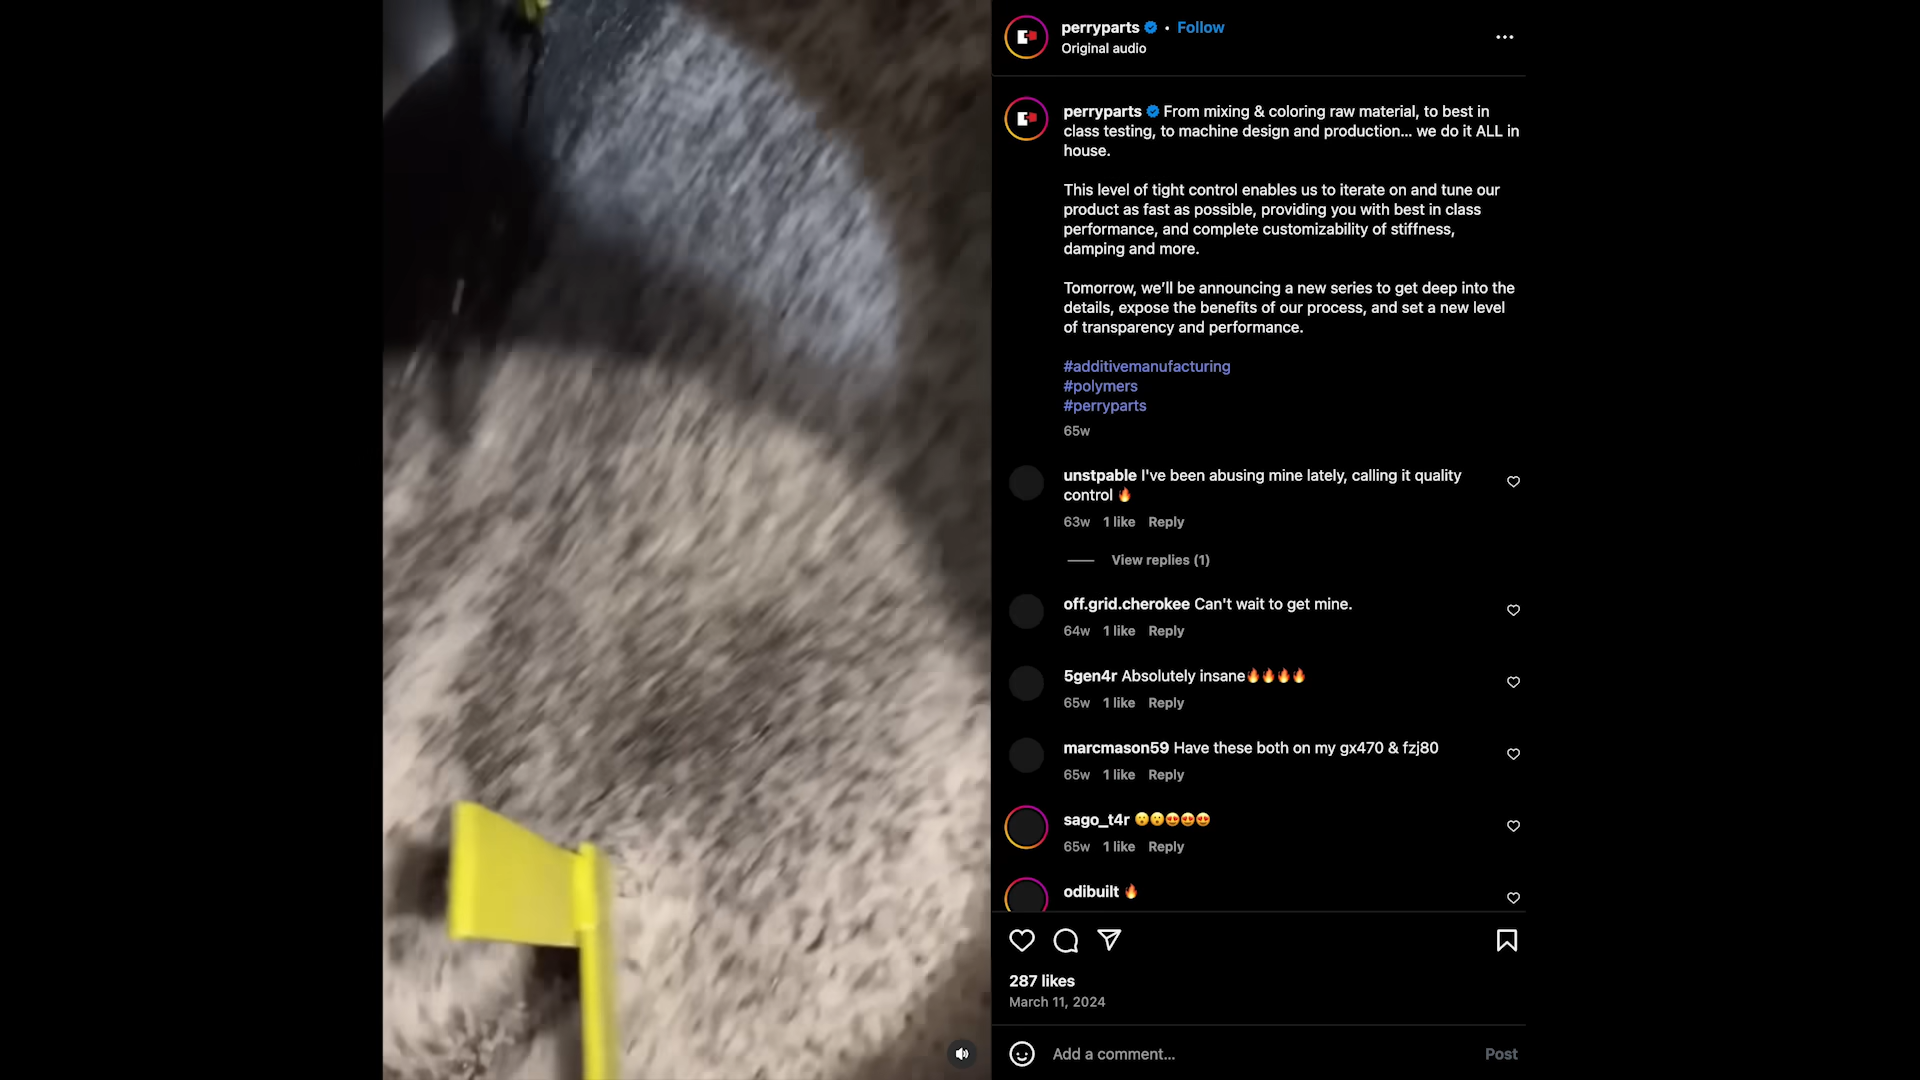 perryparts • Follow
Original audio
perryparts From mixing & coloring raw material, to best in
class testing, to machine design and production... we do it ALL in
house.
This level of tight control enables us to iterate on and tune our
product as fast as possible, providing you with best in class
performance, and complete customizability of stiffness,
damping and more.
Tomorrow, we’ll be announcing a new series to get deep into the
details, expose the benefits of our process, and set a new level
of transparency and performance.
#additivemanufacturing
#polymers
#perryparts
65w
unstpable I've been abusing mine lately, calling it quality
control 🔥
63w 1 like Reply
View replies (1)
off.grid.cherokee Can't wait to get mine.
64w 1 like Reply
5gen4r Absolutely insane🔥🔥🔥🔥
65w 1 like Reply
marcmason59 Have these both on my gx470 & fzj80
65w 1 like Reply
sago_t4r 😮😮😍😍😍
65w 1 like Reply
odibuilt 🔥
287 likes
March 11, 2024
Add a comment...
Post